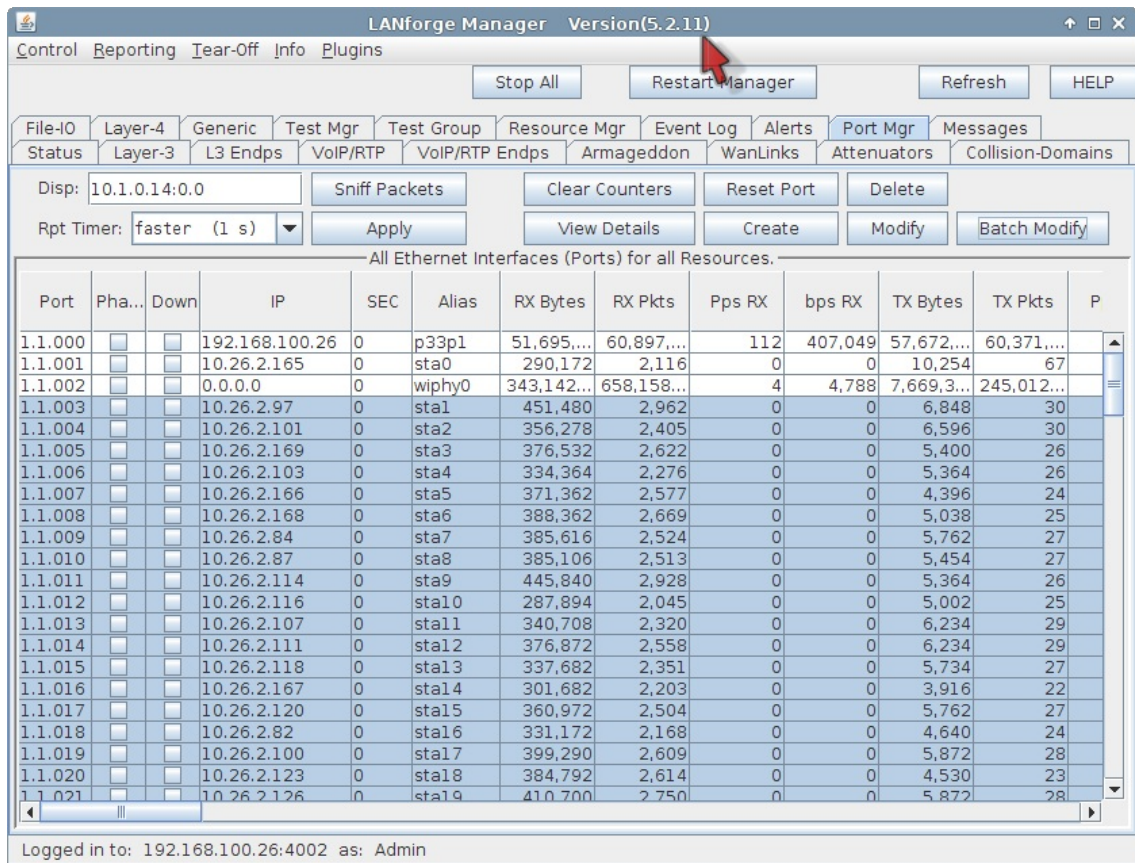 LANforge Manager Version(5.2.11)
Control Reporting Tear-Off Info Plugins
Stop All Restart Manager Refresh HELP
File-IO Layer-4 Generic Test Mgr Test Group Resource Mgr Event Log Alerts Port Mgr Messages
Status Layer-3 L3 Endps VoIP/RTP VoIP/RTP Endps Armageddon WanLinks Attenuators Collision-Domains
Disp: 10.1.0.14:0.0 Sniff Packets Clear Counters Reset Port Delete
Rpt Timer: faster (1 s) Apply View Details Create Modify Batch Modify
All Ethernet Interfaces (Ports) for all Resources.
Port Pha... Down IP SEC Alias RX Bytes RX Pkts Pps RX bps RX TX Bytes TX Pkts P
1.1.000 192.168.100.26 0 p33p1 51,695,... 60,897,... 112 407,049 57,672,... 60,371,...
1.1.001 10.26.2.165 0 sta0 290,172 2,116 0 0 10,254 67
1.1.002 0.0.0.0 0 wiphy0 343,142... 658,158... 4 4,788 7,669,3... 245,012...
1.1.003 10.26.2.97 0 sta1 451,480 2,962 0 0 6,848 30
1.1.004 10.26.2.101 0 sta2 356,278 2,405 0 0 6,596 30
1.1.005 10.26.2.169 0 sta3 376,532 2,622 0 0 5,400 26
1.1.006 10.26.2.103 0 sta4 334,364 2,276 0 0 5,364 26
1.1.007 10.26.2.166 0 sta5 371,362 2,577 0 0 4,396 24
1.1.008 10.26.2.168 0 sta6 388,362 2,669 0 0 5,038 25
1.1.009 10.26.2.84 0 sta7 385,616 2,524 0 0 5,762 27
1.1.010 10.26.2.87 0 sta8 385,106 2,513 0 0 5,454 27
1.1.011 10.26.2.114 0 sta9 445,840 2,928 0 0 5,364 26
1.1.012 10.26.2.116 0 sta10 287,894 2,045 0 0 5,002 25
1.1.013 10.26.2.107 0 sta11 340,708 2,320 0 0 6,234 29
1.1.014 10.26.2.111 0 sta12 376,872 2,558 0 0 6,234 29
1.1.015 10.26.2.118 0 sta13 337,682 2,351 0 0 5,734 27
1.1.016 10.26.2.167 0 sta14 301,682 2,203 0 0 3,916 22
1.1.017 10.26.2.120 0 sta15 360,972 2,504 0 0 5,762 27
1.1.018 10.26.2.82 0 sta16 331,172 2,168 0 0 4,640 24
1.1.019 10.26.2.100 0 sta17 399,290 2,609 0 0 5,872 28
1.1.020 10.26.2.123 0 sta18 384,792 2,614 0 0 4,530 23
1.1.021 10.26.2.126 0 sta19 410,700 2,750 0 0 5,872 28
Logged in to: 192.168.100.26:4002 as: Admin